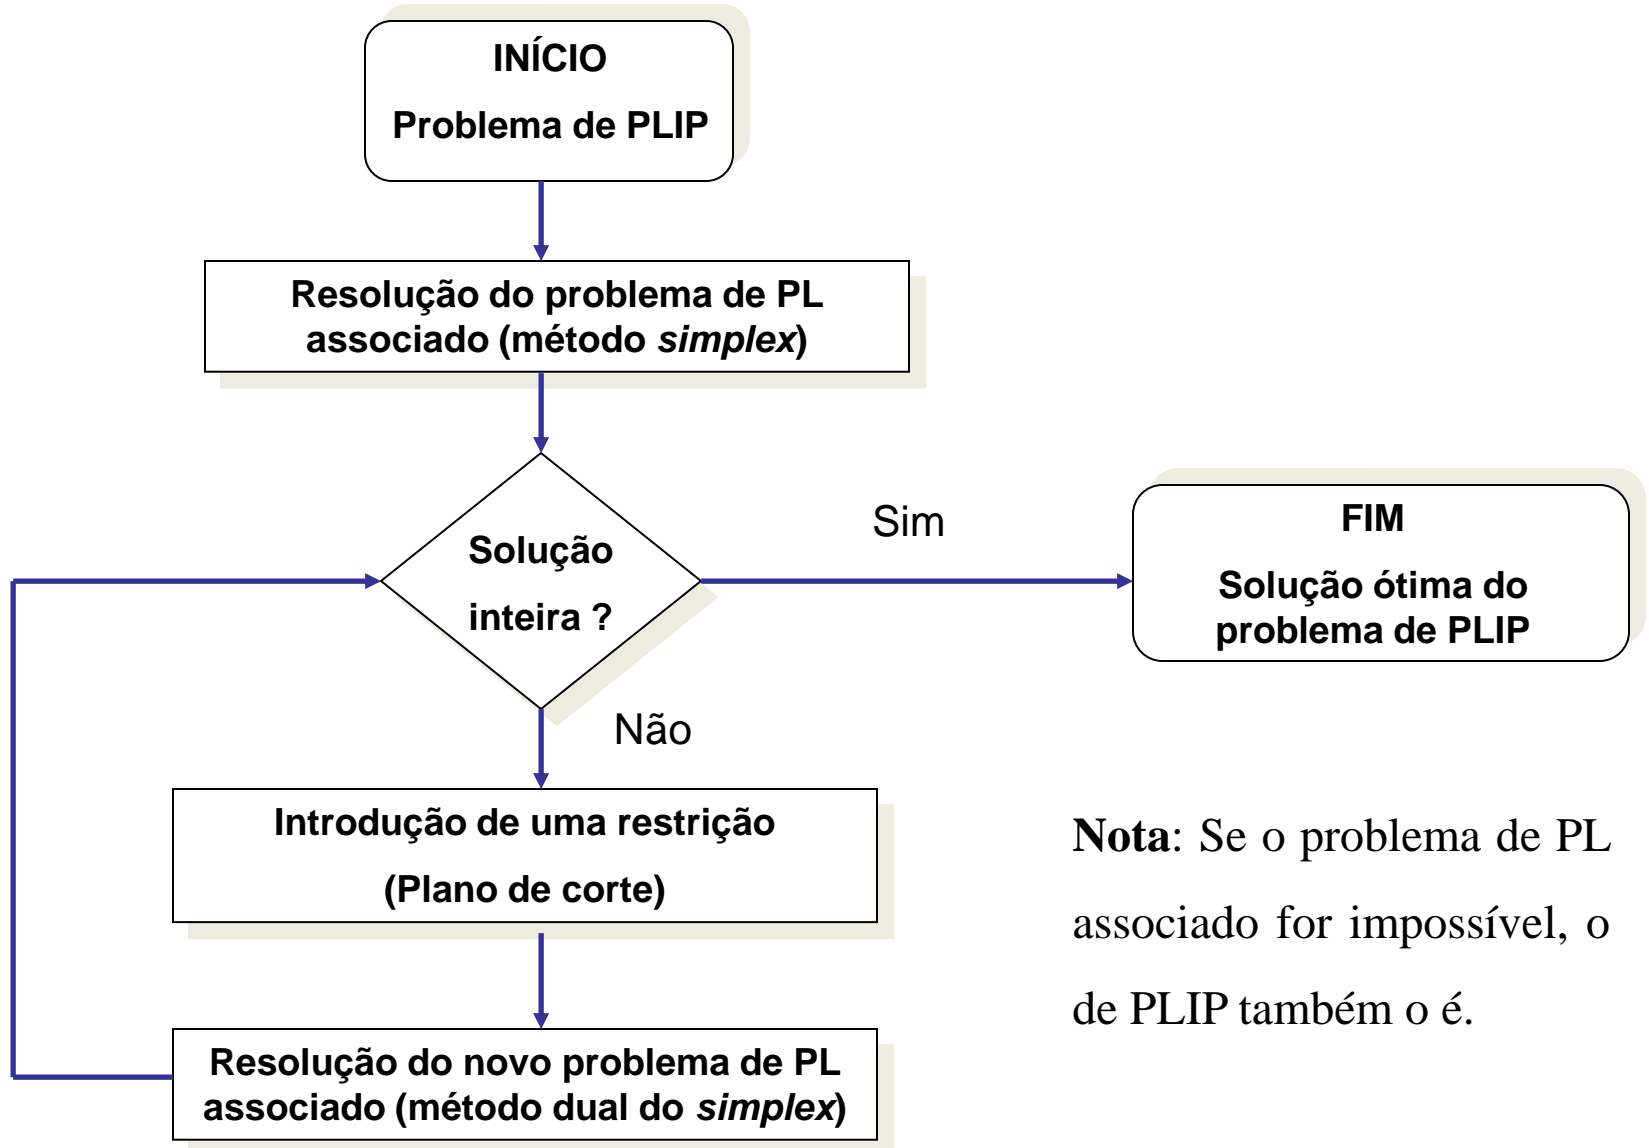 INÍCIO
Problema de PLIP
Resolução do problema de PL
associado (método simplex)
Solução
inteira ?
Sim
FIM
Solução ótima do
problema de PLIP
Não
Introdução de uma restrição
(Plano de corte)
Nota: Se o problema de PL
associado for impossível, o
de PLIP também o é.
Resolução do novo problema de PL
associado (método dual do simplex)